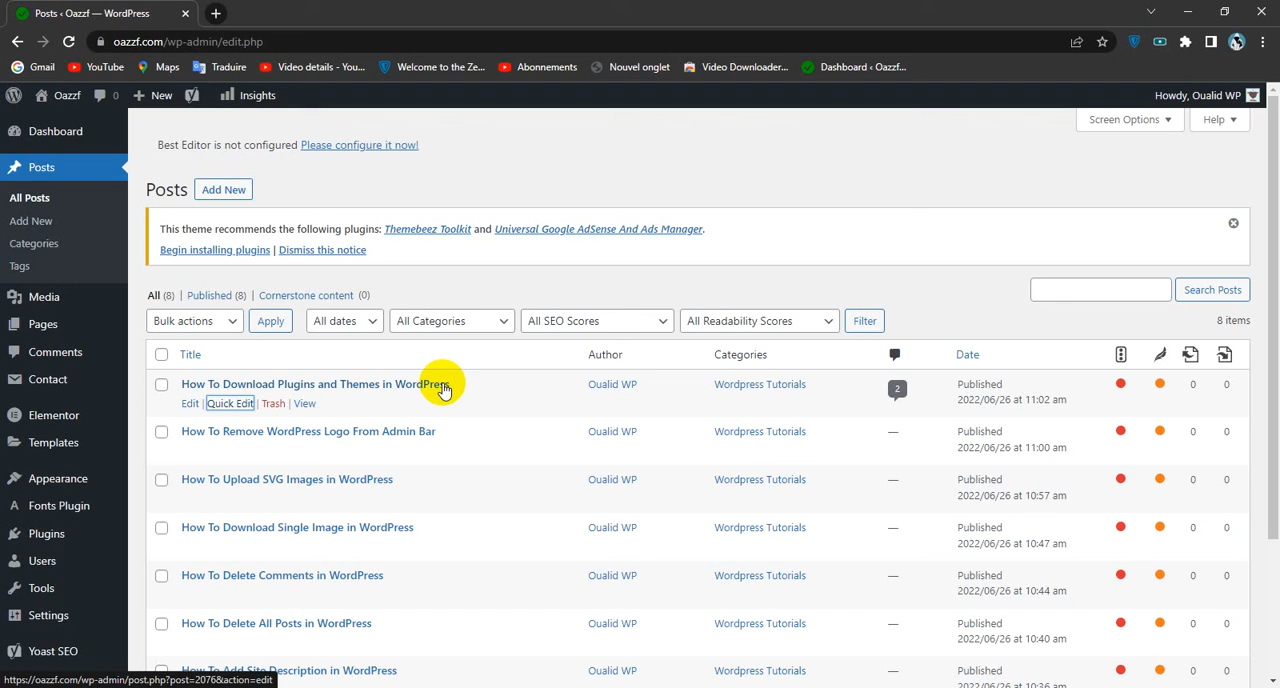 Posts ‹ Oazzf — WordPress
oazzf.com/wp-admin/edit.php
Gmail YouTube Maps Traduire Video details - You... Welcome to the Ze... Abonnements Nouvel onglet Video Downloader... Dashboard ‹ Oazzf...
Oazzf 0 New Insights Howdy, Oualid WP
Screen Options Help
Dashboard
Best Editor is not configured Please configure it now!
Posts
Posts Add New
All Posts
Add New
Categories
Tags
This theme recommends the following plugins: Themebeez Toolkit and Universal Google AdSense And Ads Manager.
Begin installing plugins | Dismiss this notice
Media
Pages
Comments
Contact
Elementor
Templates
Appearance
Fonts Plugin
Plugins
Users
Tools
Settings
Yoast SEO
All (8) | Published (8) | Cornerstone content (0)
Search Posts
Bulk actions Apply All dates All Categories All SEO Scores All Readability Scores Filter
8 items
Title Author Categories Date
How To Download Plugins and Themes in WordPress Oualid WP Wordpress Tutorials 2 Published 0 0
Edit | Quick Edit | Trash | View 2022/06/26 at 11:02 am
How To Remove WordPress Logo From Admin Bar Oualid WP Wordpress Tutorials — Published 0 0
2022/06/26 at 11:00 am
How To Upload SVG Images in WordPress Oualid WP Wordpress Tutorials — Published 0 0
2022/06/26 at 10:57 am
How To Download Single Image in WordPress Oualid WP Wordpress Tutorials — Published 0 0
2022/06/26 at 10:47 am
How To Delete Comments in WordPress Oualid WP Wordpress Tutorials — Published 0 0
2022/06/26 at 10:44 am
How To Delete All Posts in WordPress Oualid WP Wordpress Tutorials — Published 0 0
2022/06/26 at 10:40 am
How To Add Site Description in WordPress Oualid WP Wordpress Tutorials — Published 0 0
2022/06/26 at 10:36 am
https://oazzf.com/wp-admin/post.php?post=2076&action=edit